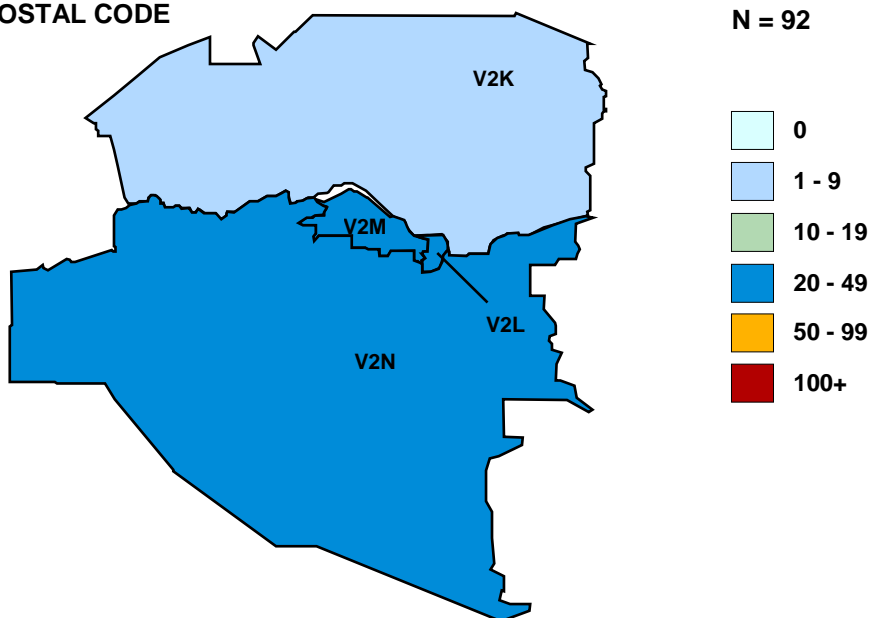 OSTAL CODE
N = 92
V2K
0
1 - 9
V2M
10 - 19
20 - 49
V2L
50 - 99
V2N
100+